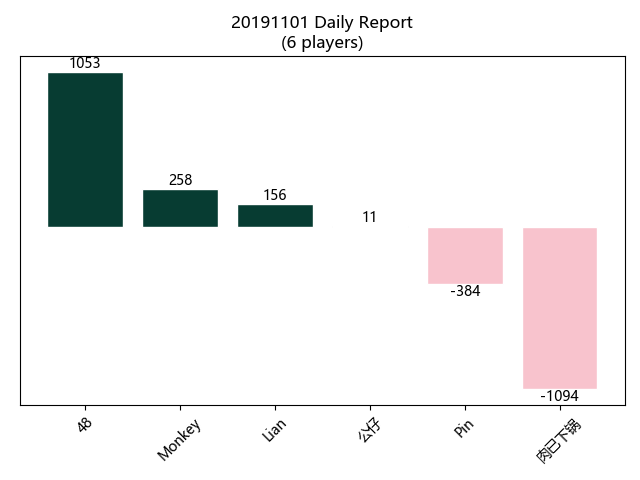 20191101 Daily Report
(6 players)
1053
258
156
11
-384
-1094
48
Monkey
Lian
公仔
Pin
肉已下锅